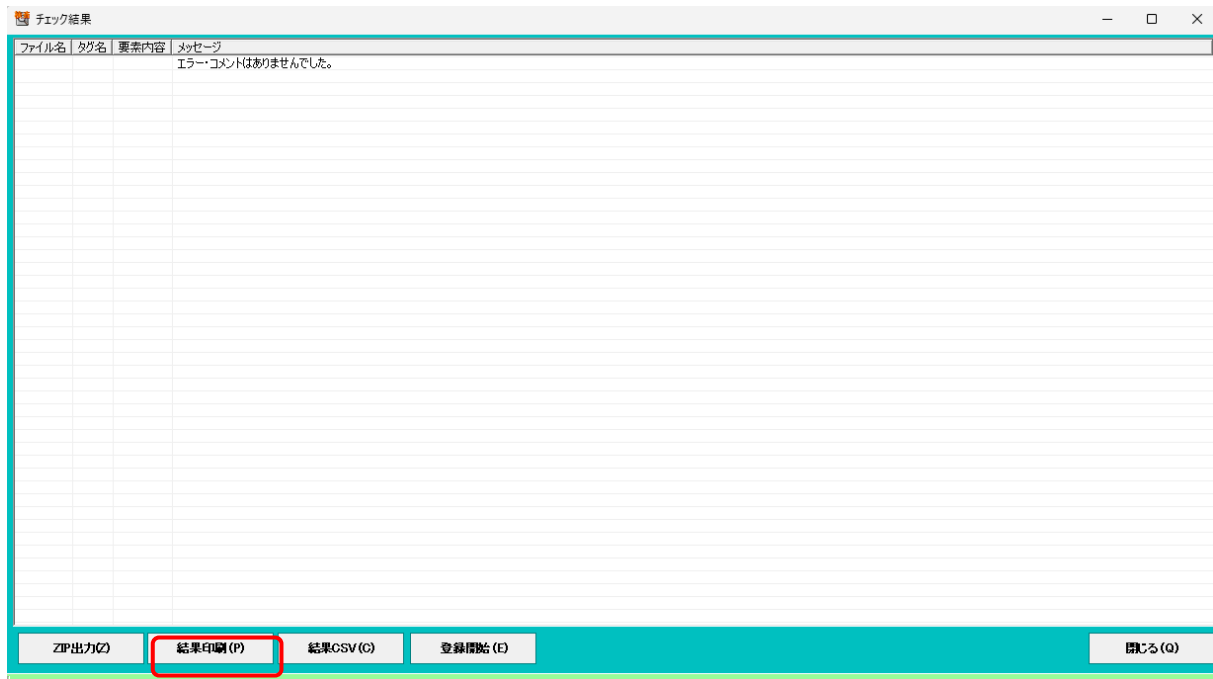 チェック結果
ファイル名 タグ名 要素内容 メッセージ
エラー・コメントはありませんでした。
ZIP出力(Z) 結果印刷(P) 結果CSV(C) 登録開始(E) 閉じる(Q)